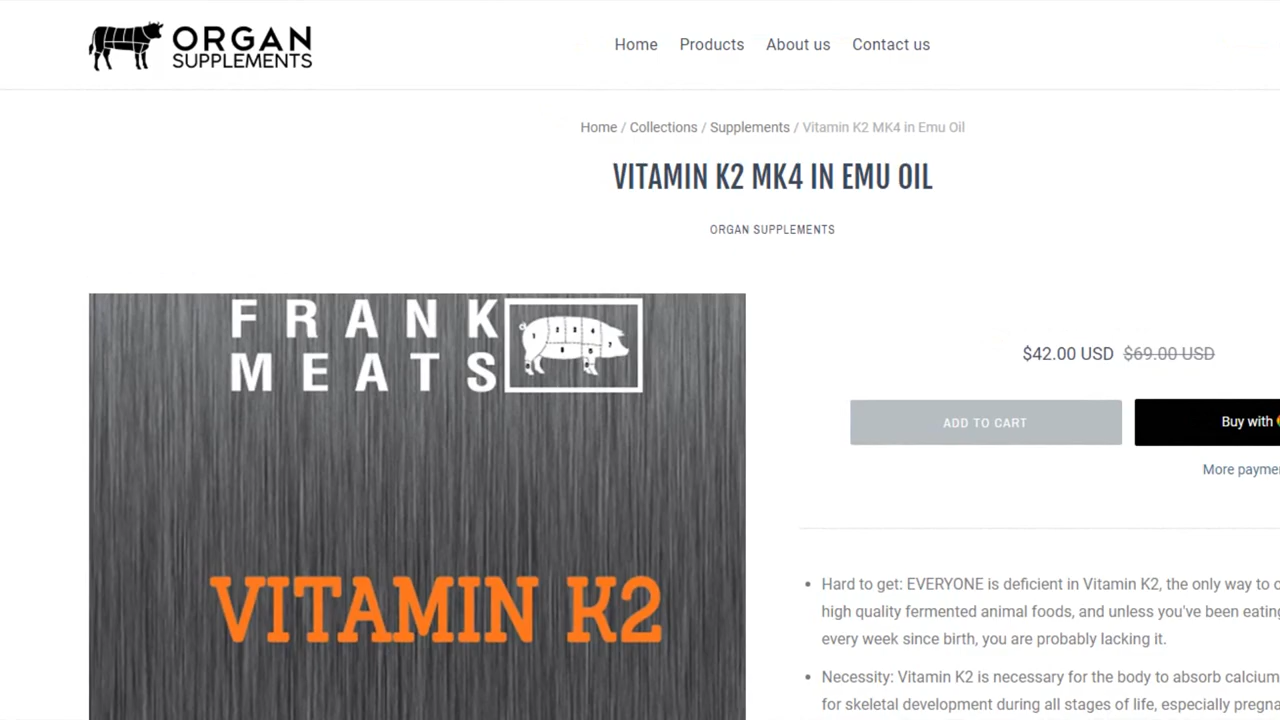 ORGAN
SUPPLEMENTS
Home Products About us Contact us
Home / Collections / Supplements / Vitamin K2 MK4 in Emu Oil
VITAMIN K2 MK4 IN EMU OIL
ORGAN SUPPLEMENTS
FRANK
MEATS
$42.00 USD $69.00 USD
ADD TO CART
Buy with
More paymen
VITAMIN K2
Hard to get: EVERYONE is deficient in Vitamin K2, the only way to
high quality fermented animal foods, and unless you've been eating
every week since birth, you are probably lacking it.
Necessity: Vitamin K2 is necessary for the body to absorb calcium
for skeletal development during all stages of life, especially pregna